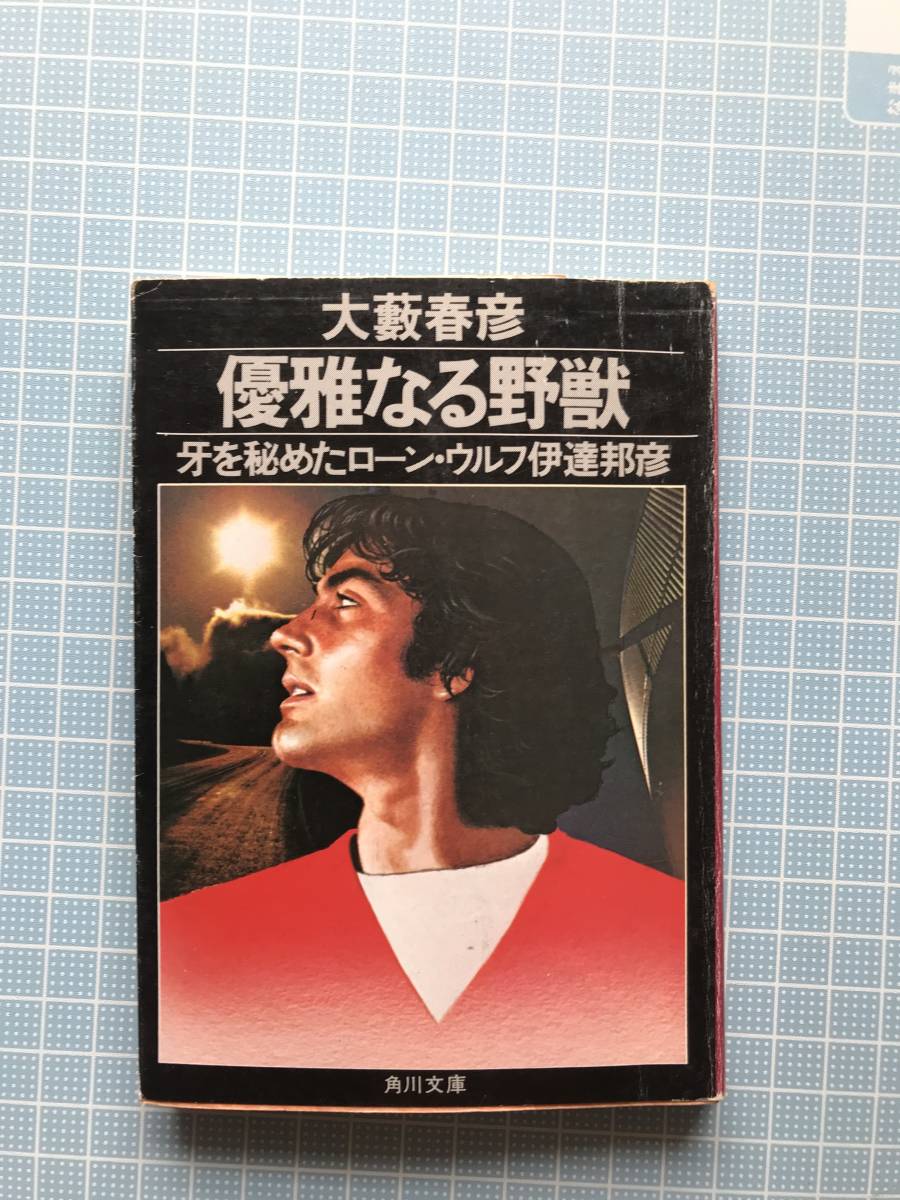 大藪春彦
優雅なる野獣
牙を秘めたローン・ウルフ伊達邦彦
角川文庫